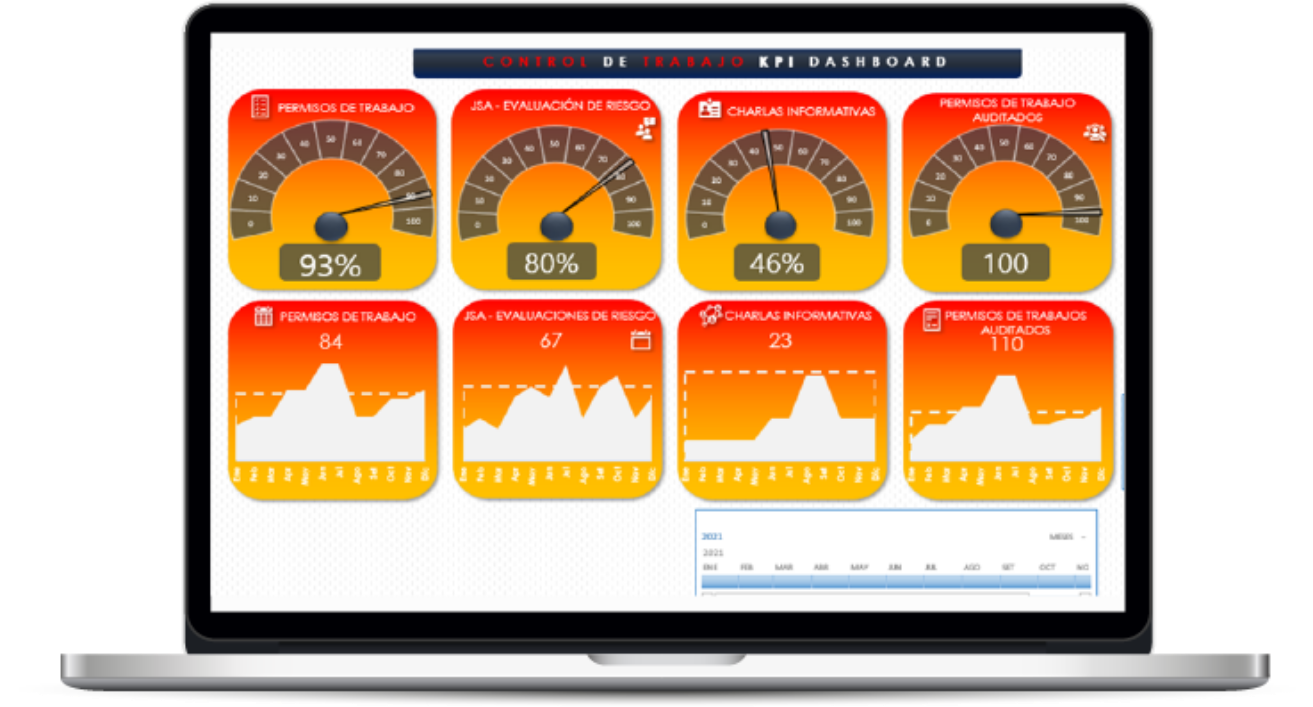 CONTROL DE TRABAJO KPI DASHBOARD
PERMISOS DE TRABAJO
0 10 20 30 40 50 60 70 80 90 100
93%
JSA - EVALUACIÓN DE RIESGO
0 10 20 30 40 50 60 70 80 90 100
80%
CHARLAS INFORMATIVAS
0 10 20 30 40 50 60 70 80 90 100
46%
PERMISOS DE TRABAJO
AUDITADOS
0 10 20 30 40 50 60 70 80 90 100
100
PERMISOS DE TRABAJO
84
Ene Feb Mar Apr May Jun Jul Ago Set Oct Nov Dic
JSA - EVALUACIONES DE RIESGO
67
Ene Feb Mar Apr May Jun Jul Ago Set Oct Nov Dic
CHARLAS INFORMATIVAS
23
Ene Feb Mar Apr May Jun Jul Ago Set Oct Nov Dic
PERMISOS DE TRABAJOS
AUDITADOS
110
Ene Feb Mar Apr May Jun Jul Ago Set Oct Nov Dic
2021 MESES
2021
ENE FEB MAR ABR MAY JUN JUL AGO SET OCT NO